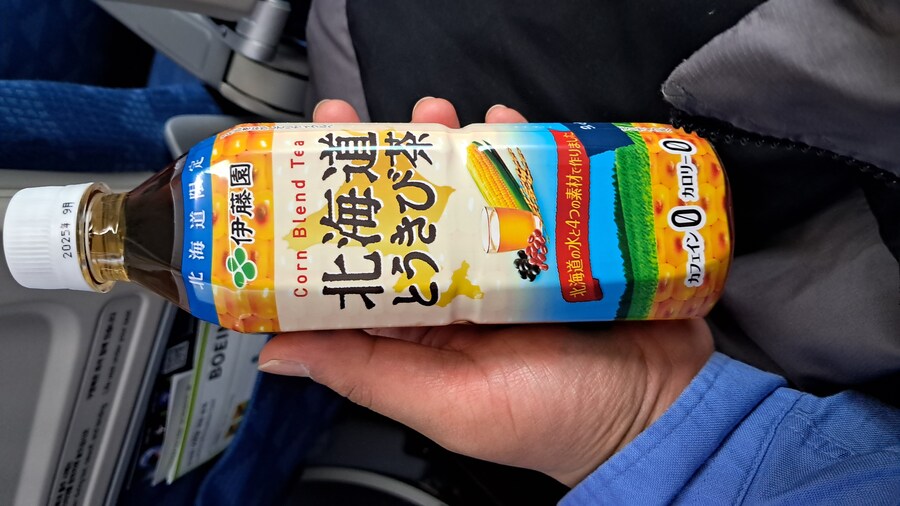 2025年 9月
北海道限定
伊藤園
Corn Blend Tea
北海道
とうきび茶
北海道の水と4つの素材で作りました
カフェイン0 カロリー0
BOEIN